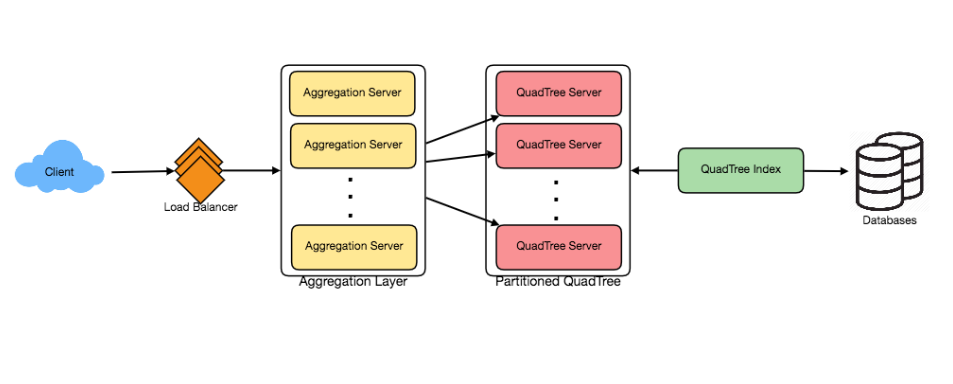 Client
Load Balancer
Aggregation Server
Aggregation Server
Aggregation Server
Aggregation Layer
QuadTree Server
QuadTree Server
QuadTree Server
Partitioned QuadTree
QuadTree Index
Databases